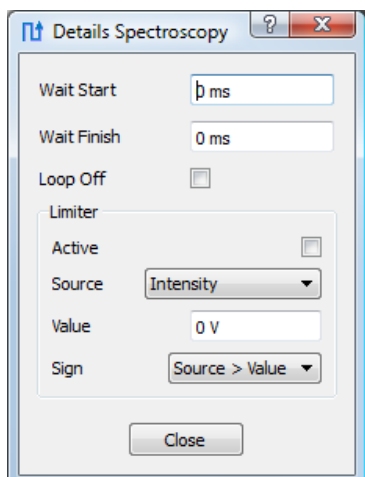 Details Spectroscopy ?
Wait Start 0 ms
Wait Finish 0 ms
Loop Off
Limiter
Active
Source Intensity
Value 0 V
Sign Source > Value
Close